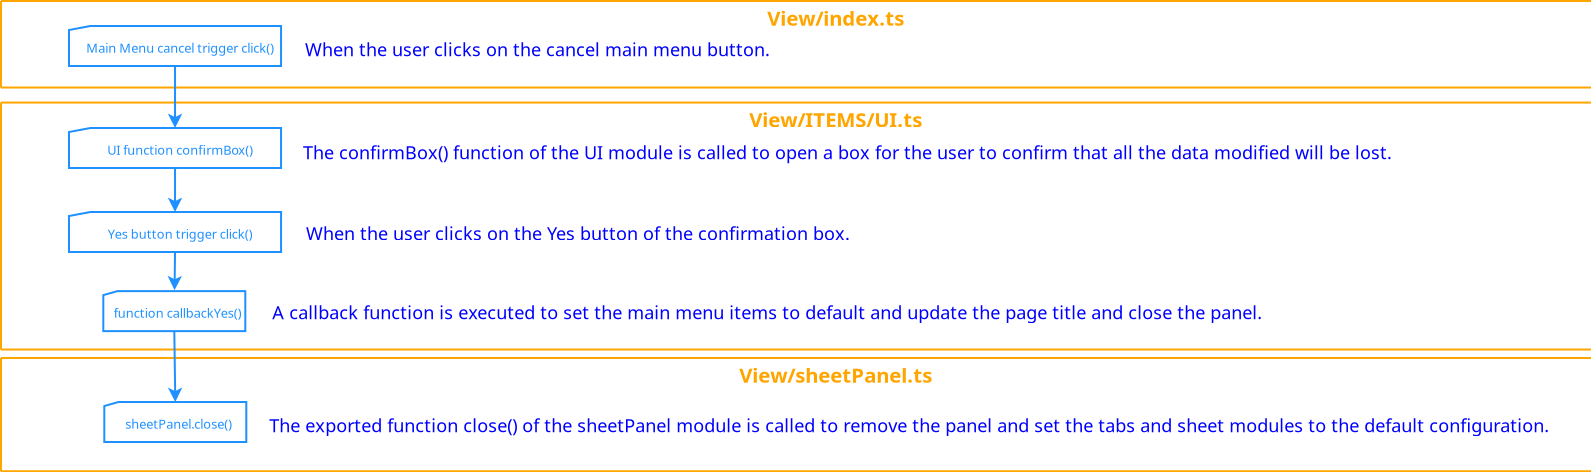 View/index.ts
Main Menu cancel trigger click()
When the user clicks on the cancel main menu button.
View/ITEMS/UI.ts
UI function confirmBox()
The confirmBox() function of the UI module is called to open a box for the user to confirm that all the data modified will be lost.
Yes button trigger click()
When the user clicks on the Yes button of the confirmation box.
function callbackYes()
A callback function is executed to set the main menu items to default and update the page title and close the panel.
View/sheetPanel.ts
sheetPanel.close()
The exported function close() of the sheetPanel module is called to remove the panel and set the tabs and sheet modules to the default configuration.